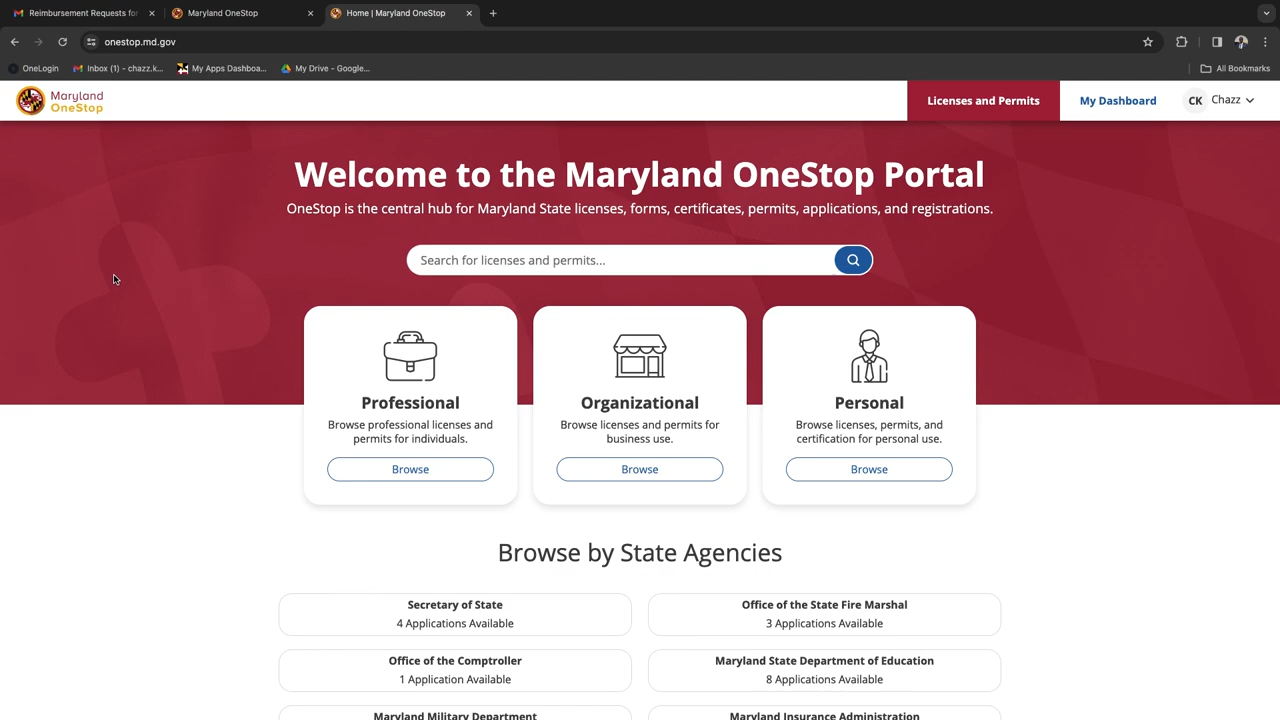 Reimbursement Requests for
Maryland OneStop
Home | Maryland OneStop
onestop.md.gov
OneLogin
Inbox (1) - chazz.k...
My Apps Dashboa...
My Drive - Google...
All Bookmarks
Maryland
OneStop
Licenses and Permits
My Dashboard
CK
Chazz
Welcome to the Maryland OneStop Portal
OneStop is the central hub for Maryland State licenses, forms, certificates, permits, applications, and registrations.
Search for licenses and permits...
Professional
Browse professional licenses and
permits for individuals.
Browse
Organizational
Browse licenses and permits for
business use.
Browse
Personal
Browse licenses, permits, and
certification for personal use.
Browse
Browse by State Agencies
Secretary of State
4 Applications Available
Office of the State Fire Marshal
3 Applications Available
Office of the Comptroller
1 Application Available
Maryland State Department of Education
8 Applications Available
Maryland Military Department
Maryland Insurance Administration